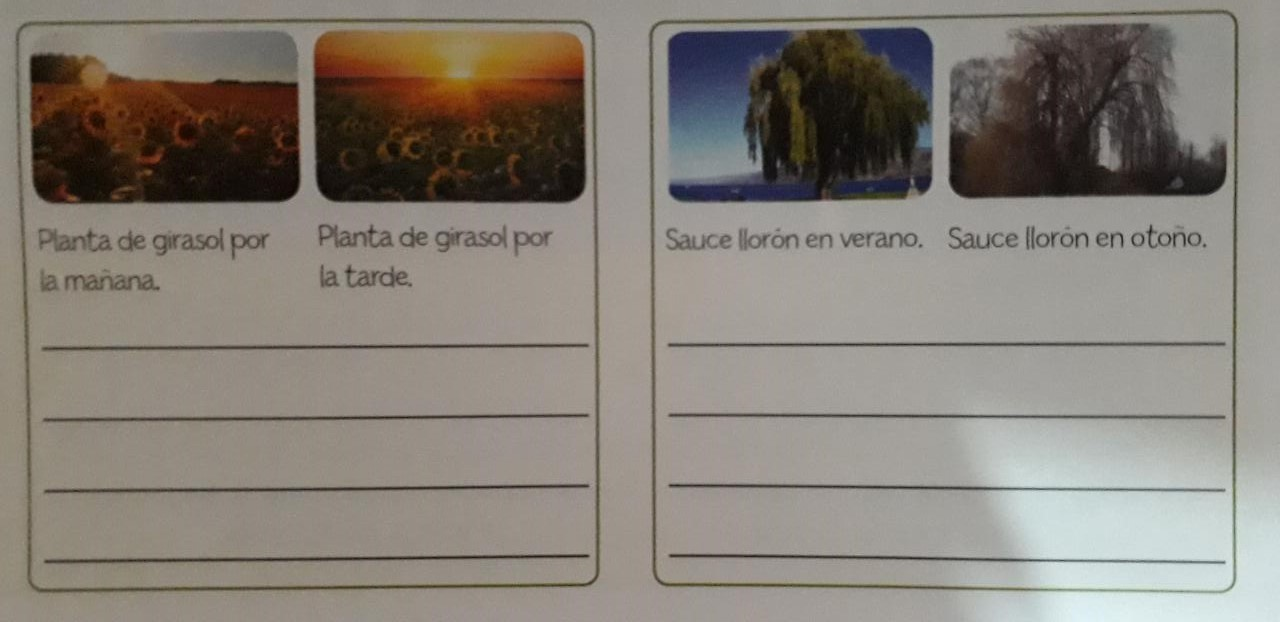 Planta de girasol por
la mañana.
Planta de girasol por
la tarde.
Sauce llorón en verano.
Sauce llorón en otoño.